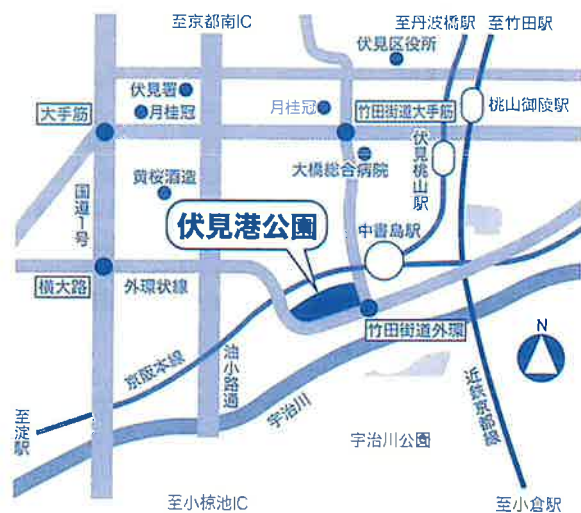 至京都南IC
至丹波橋駅
至竹田駅
伏見区役所
伏見署
月桂冠
月桂冠
大手筋
竹田街道大手筋
桃山御陵駅
大橋総合病院
伏見桃山駅
黄桜酒造
国道1号
伏見港公園
中書島駅
横大路
外環状線
竹田街道外環
N
京阪本線
油小路通
宇治川
近鉄京都線
至淀駅
宇治川公園
至小椋池IC
至小倉駅